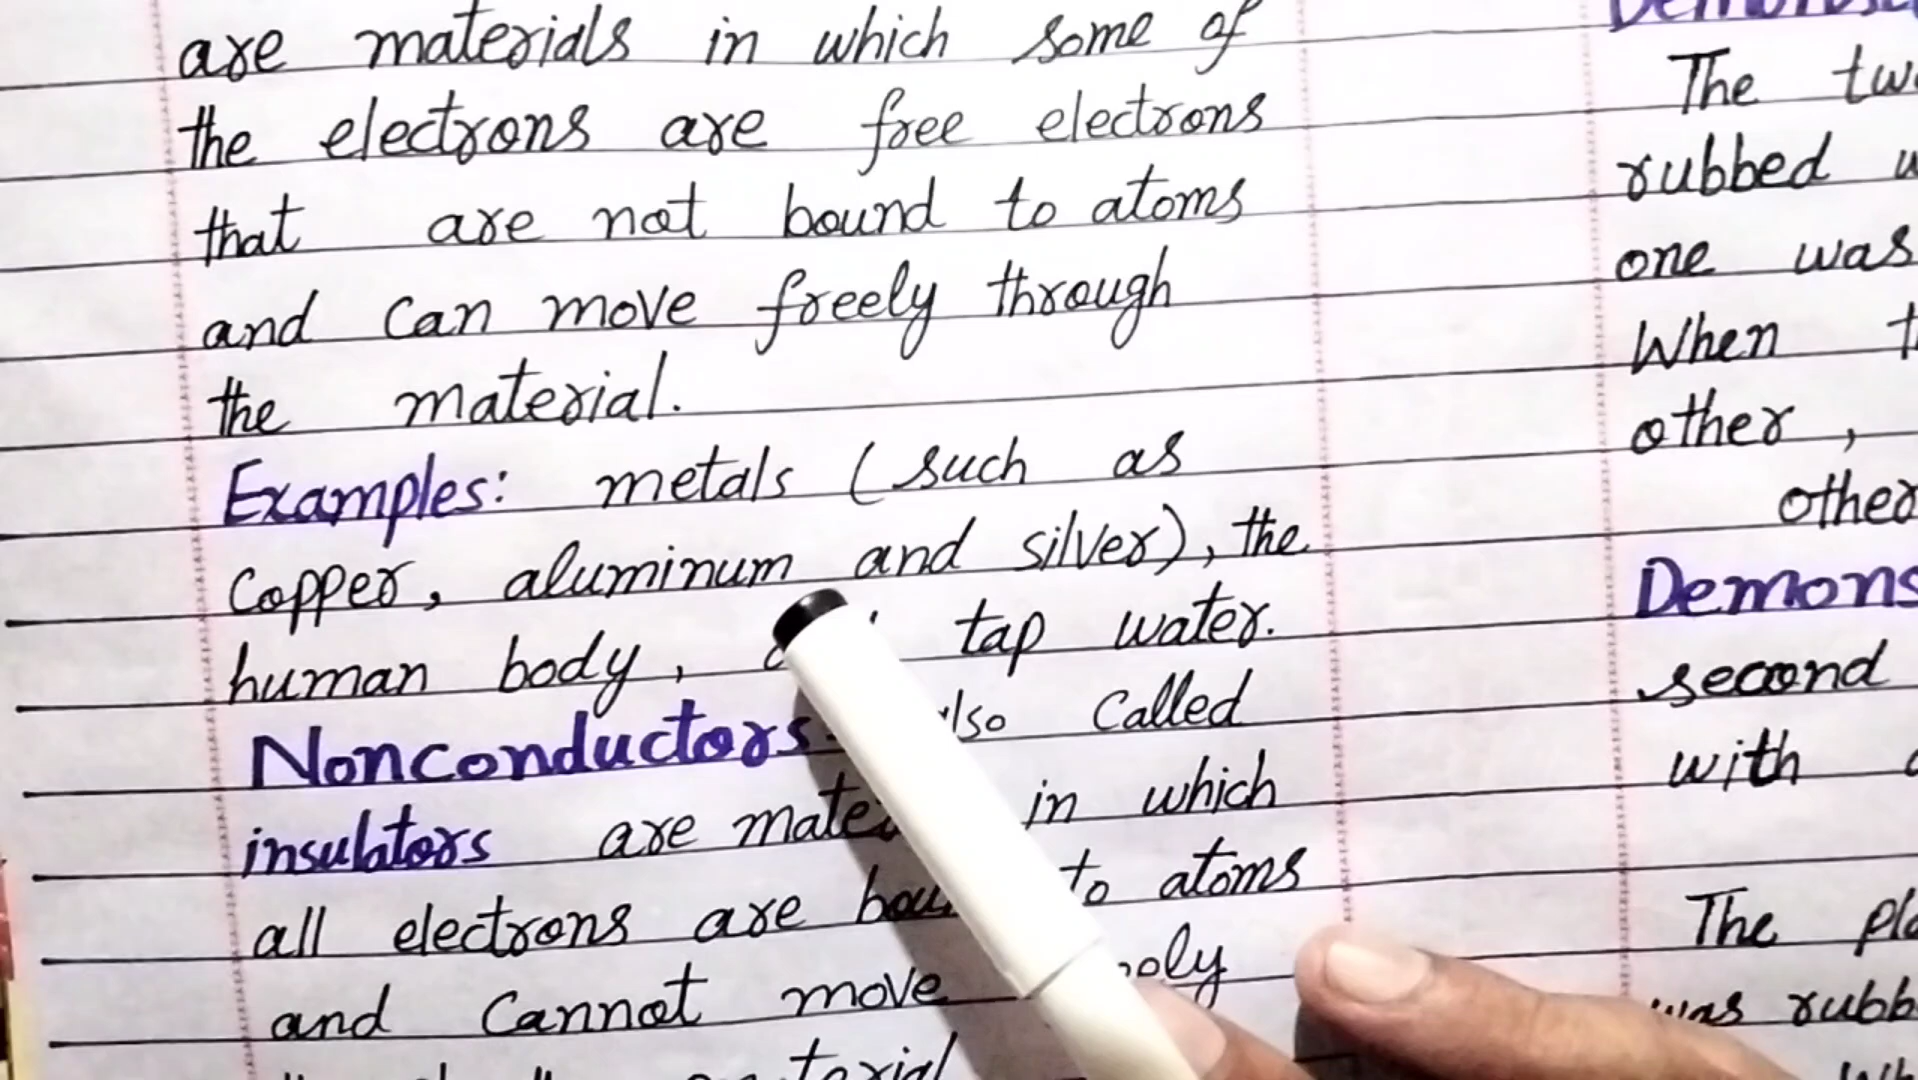 are materials in which some of
the electrons are free electrons
that are not bound to atoms
and can move freely through
the material.
Examples: metals (such as
copper, aluminum and silver), the
human body, tap water.
Nonconductors also called
insulators are in which
all electrons are to atoms
and cannot move
The
rubbed
one was
When
other,
other
Demons
second
with
The
was rubb